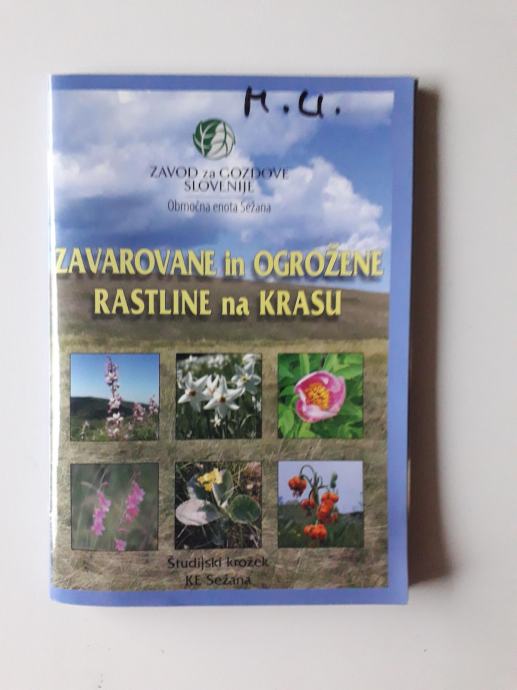 M.U.
ZAVOD za GOZDOVE
SLOVENIJE
Območna enota Sežana
ZAVAROVANE in OGROŽENE
RASTLINE na KRASU
Študijski krožek
KE Sežana